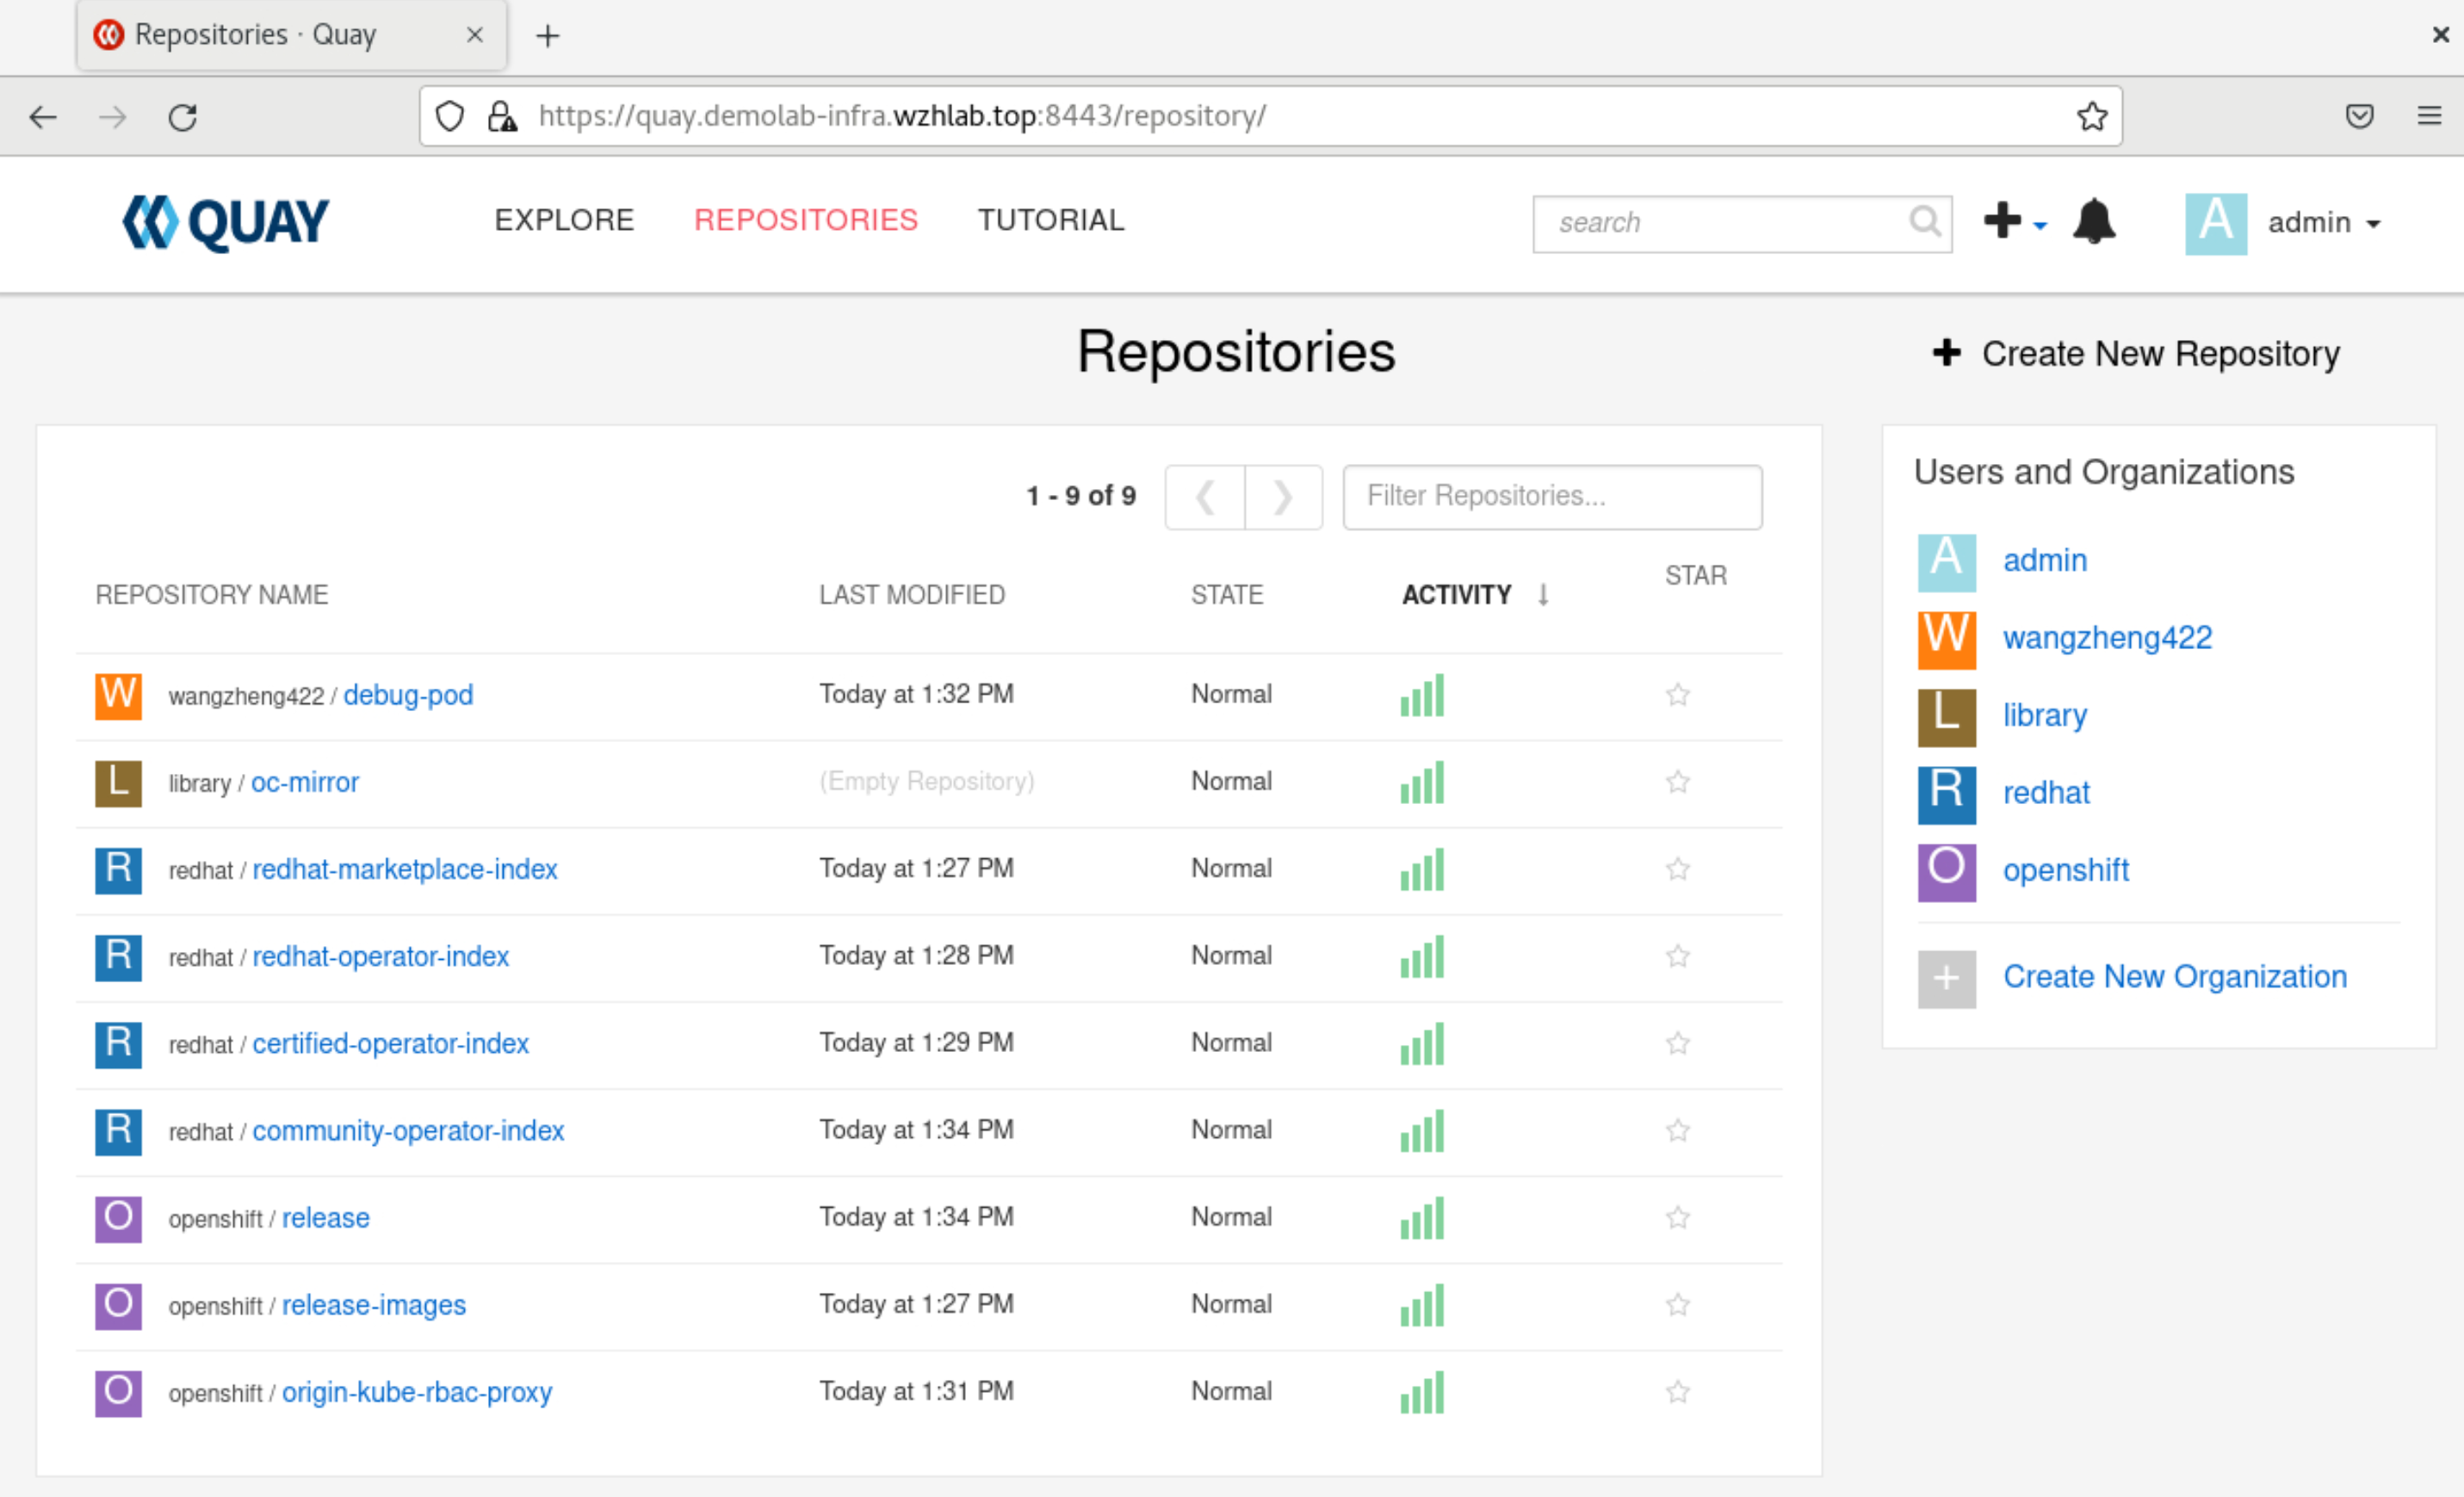 Repositories · Quay
https://quay.demolab-infra.wzhlab.top:8443/repository/
QUAY EXPLORE REPOSITORIES TUTORIAL search A admin
Repositories
Create New Repository
1 - 9 of 9 Filter Repositories...
REPOSITORY NAME LAST MODIFIED STATE ACTIVITY STAR
W wangzheng422 / debug-pod Today at 1:32 PM Normal
L library / oc-mirror (Empty Repository) Normal
R redhat / redhat-marketplace-index Today at 1:27 PM Normal
R redhat / redhat-operator-index Today at 1:28 PM Normal
R redhat / certified-operator-index Today at 1:29 PM Normal
R redhat / community-operator-index Today at 1:34 PM Normal
O openshift / release Today at 1:34 PM Normal
O openshift / release-images Today at 1:27 PM Normal
O openshift / origin-kube-rbac-proxy Today at 1:31 PM Normal
Users and Organizations
A admin
W wangzheng422
L library
R redhat
O openshift
+ Create New Organization